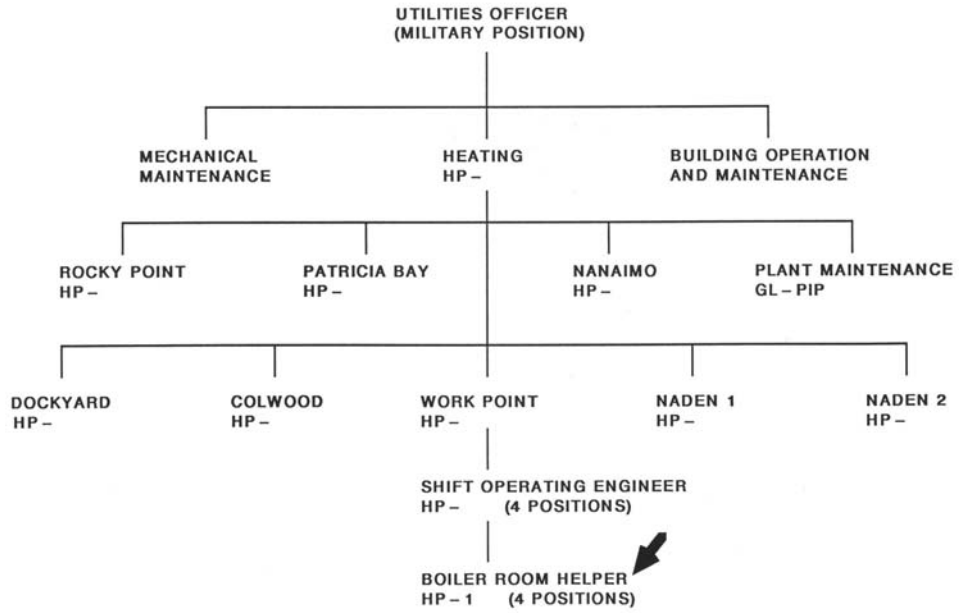 UTILITIES OFFICER
(MILITARY POSITION)
MECHANICAL
MAINTENANCE
HEATING
HP–
BUILDING OPERATION
AND MAINTENANCE
ROCKY POINT
HP–
PATRICIA BAY
HP–
NANAIMO
HP–
PLANT MAINTENANCE
GL–PIP
DOCKYARD
HP–
COLWOOD
HP–
WORK POINT
HP–
NADEN 1
HP–
NADEN 2
HP–
SHIFT OPERATING ENGINEER
HP– (4 POSITIONS)
BOILER ROOM HELPER
HP–1 (4 POSITIONS)